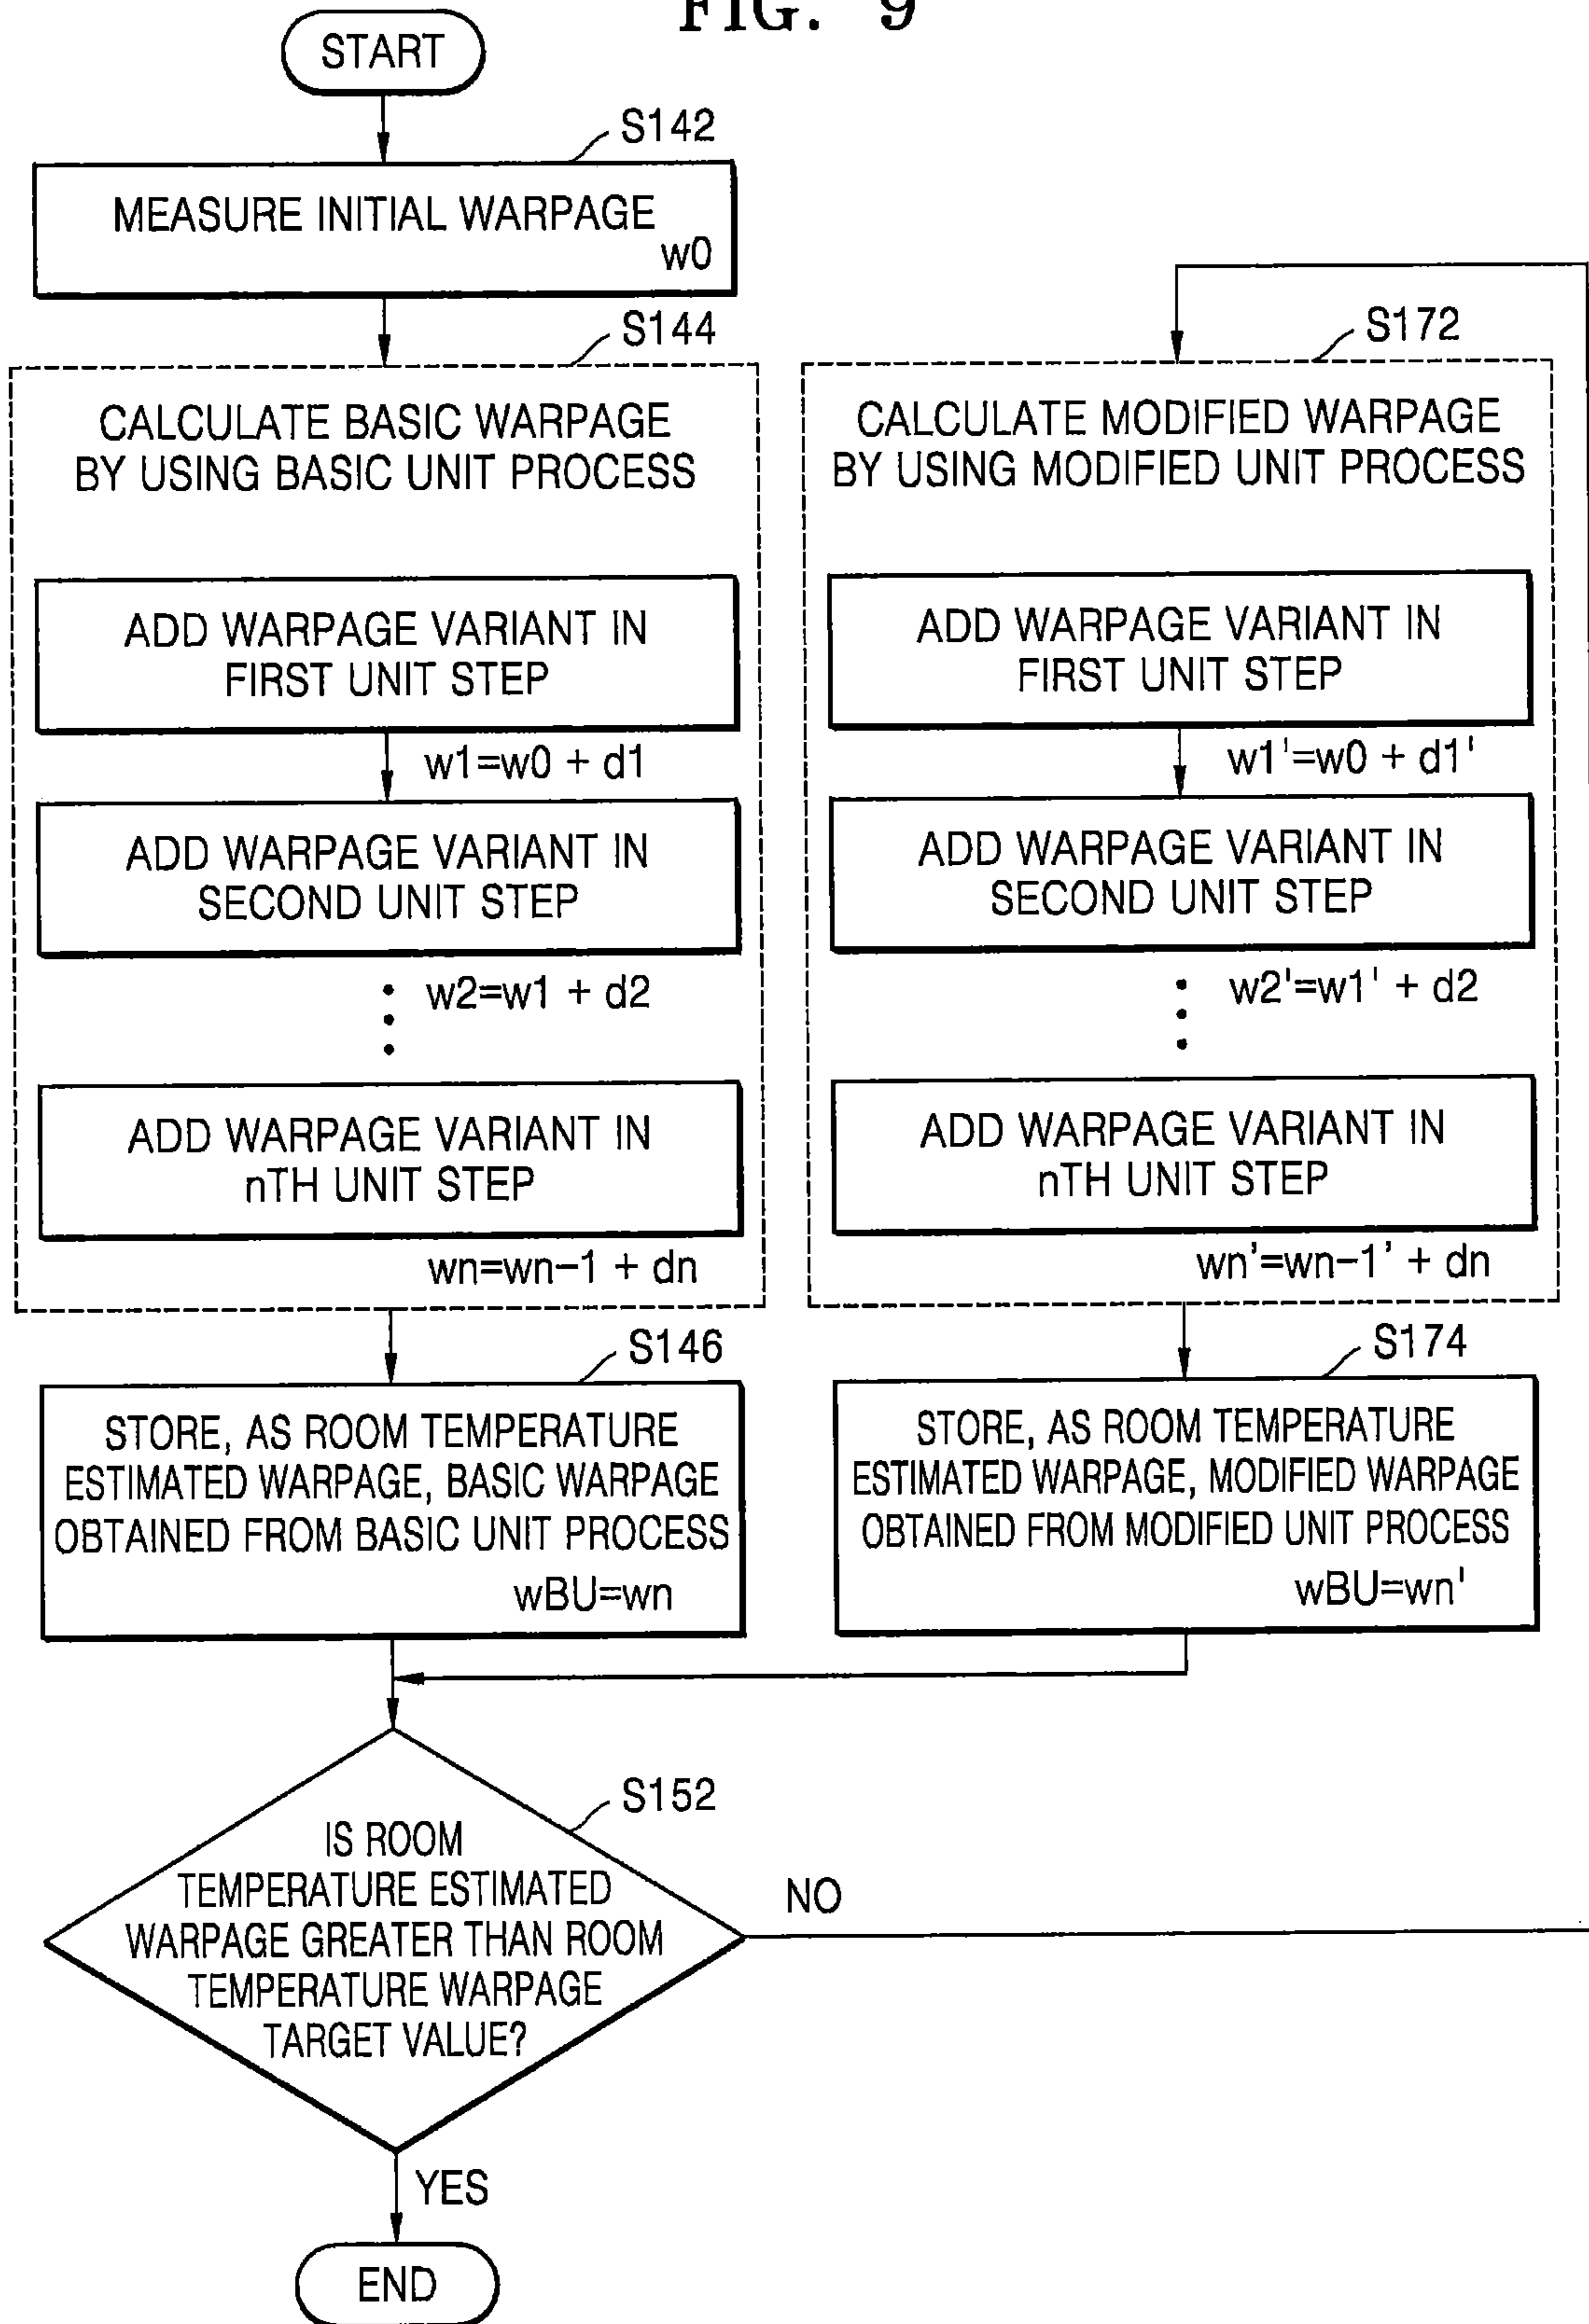 FIG. 9
START
S142
MEASURE INITIAL WARPAGE
w0
S144
CALCULATE BASIC WARPAGE
BY USING BASIC UNIT PROCESS
ADD WARPAGE VARIANT IN
FIRST UNIT STEP
w1=w0 + d1
ADD WARPAGE VARIANT IN
SECOND UNIT STEP
w2=w1 + d2
ADD WARPAGE VARIANT IN
nTH UNIT STEP
wn=wn-1 + dn
S146
STORE, AS ROOM TEMPERATURE
ESTIMATED WARPAGE, BASIC WARPAGE
OBTAINED FROM BASIC UNIT PROCESS
wBU=wn
S172
CALCULATE MODIFIED WARPAGE
BY USING MODIFIED UNIT PROCESS
ADD WARPAGE VARIANT IN
FIRST UNIT STEP
w1'=w0 + d1'
ADD WARPAGE VARIANT IN
SECOND UNIT STEP
w2'=w1' + d2
ADD WARPAGE VARIANT IN
nTH UNIT STEP
wn'=wn-1' + dn
S174
STORE, AS ROOM TEMPERATURE
ESTIMATED WARPAGE, MODIFIED WARPAGE
OBTAINED FROM MODIFIED UNIT PROCESS
wBU=wn'
S152
IS ROOM
TEMPERATURE ESTIMATED
WARPAGE GREATER THAN ROOM
TEMPERATURE WARPAGE
TARGET VALUE?
NO
YES
END